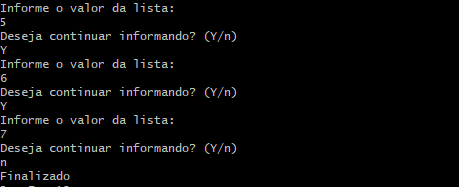 Informe o valor da lista:
5
Deseja continuar informando? (Y/n)
Y
Informe o valor da lista:
6
Deseja continuar informando? (Y/n)
Y
Informe o valor da lista:
7
Deseja continuar informando? (Y/n)
n
Finalizado